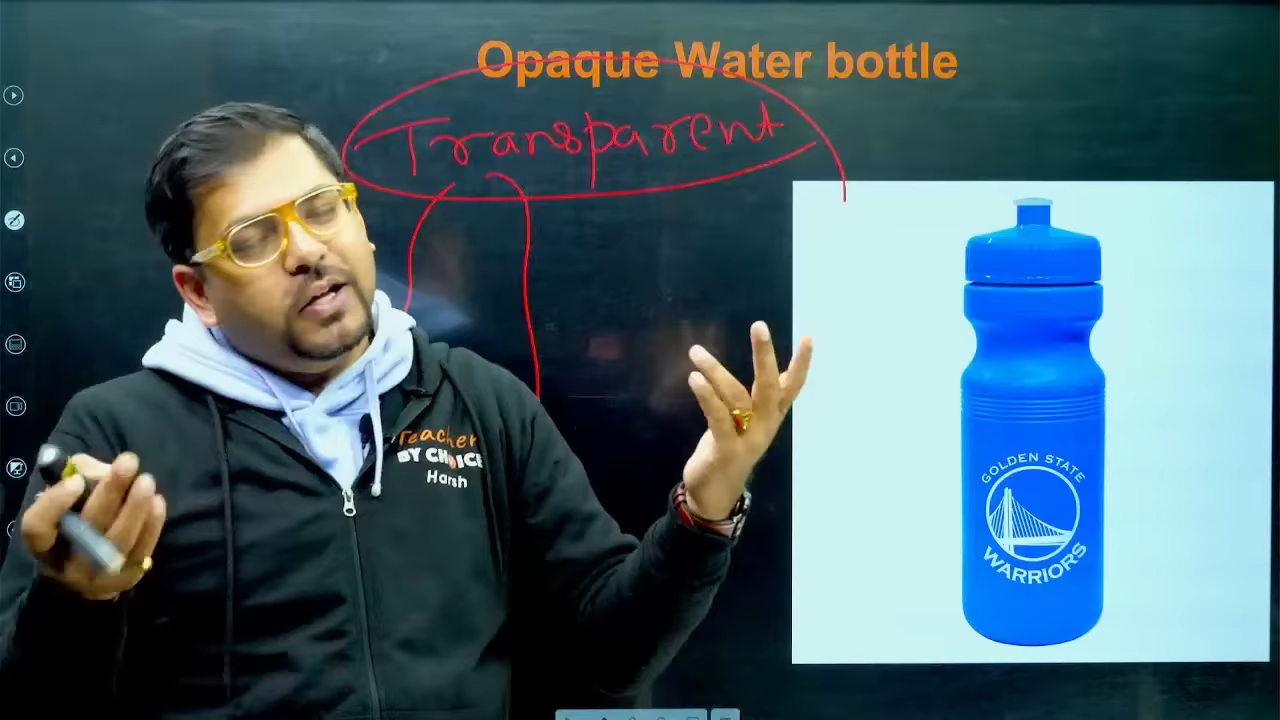 Opaque Water bottle
Transparent
Teacher
BY CHOICE
Harsh
GOLDEN STATE
WARRIORS